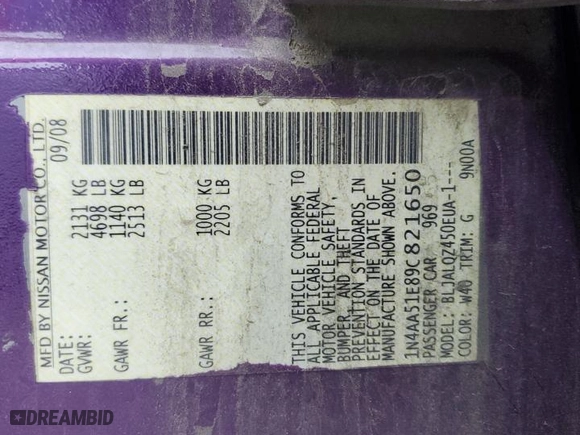 MFD BY NISSAN MOTOR CO., LTD.
DATE: 09/08
GVWR: 2131 KG
4698 LB
GAWR FR.: 1140 KG
2513 LB
GAWR RR.: 1000 KG
2205 LB
THIS VEHICLE CONFORMS TO
ALL APPLICABLE FEDERAL
MOTOR VEHICLE SAFETY,
BUMPER, AND THEFT
PREVENTION STANDARDS IN
EFFECT ON THE DATE OF
MANUFACTURE SHOWN ABOVE.
1N4AA51E89C821650
PASSENGER CAR 969
MODEL: BLJALQZ450EUA-1---
COLOR: W40 TRIM: G 9N00A
DREAMBID